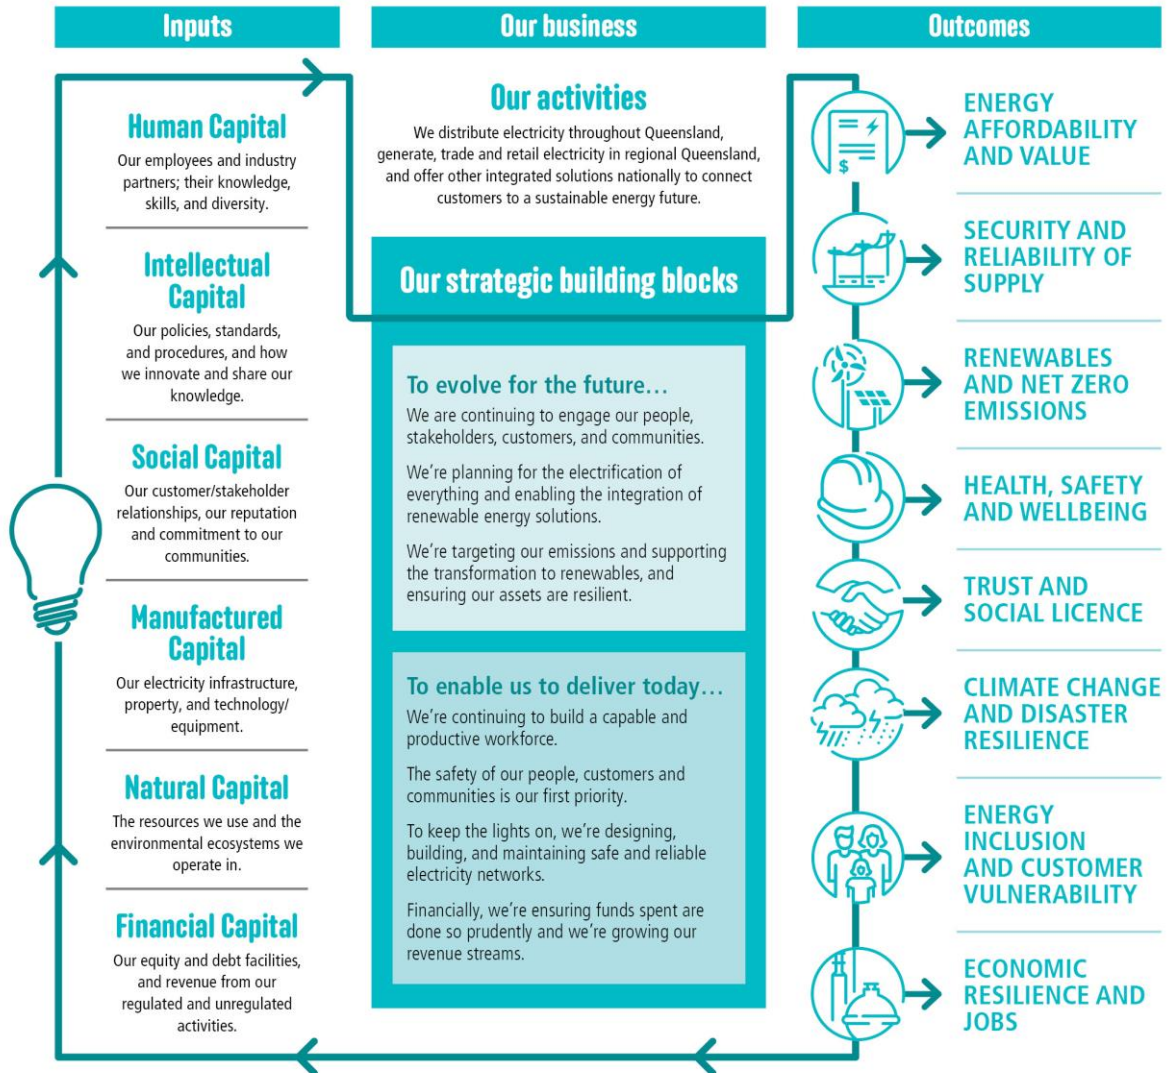 Inputs
Human Capital
Our employees and industry
partners; their knowledge,
skills, and diversity.
Intellectual
Capital
Our policies, standards,
and procedures, and how
we innovate and share our
knowledge.
Social Capital
Our customer/stakeholder
relationships, our reputation
and commitment to our
communities.
Manufactured
Capital
Our electricity infrastructure,
property, and technology/
equipment.
Natural Capital
The resources we use and the
environmental ecosystems we
operate in.
Financial Capital
Our equity and debt facilities,
and revenue from our
regulated and unregulated
activities.
Our business
Our activities
We distribute electricity throughout Queensland,
generate, trade and retail electricity in regional Queensland,
and offer other integrated solutions nationally to connect
customers to a sustainable energy future.
Our strategic building blocks
To evolve for the future...
We are continuing to engage our people,
stakeholders, customers, and communities.
We’re planning for the electrification of
everything and enabling the integration of
renewable energy solutions.
We’re targeting our emissions and supporting
the transformation to renewables, and
ensuring our assets are resilient.
To enable us to deliver today...
We’re continuing to build a capable and
productive workforce.
The safety of our people, customers and
communities is our first priority.
To keep the lights on, we’re designing,
building, and maintaining safe and reliable
electricity networks.
Financially, we’re ensuring funds spent are
done so prudently and we’re growing our
revenue streams.
Outcomes
$
ENERGY
AFFORDABILITY
AND VALUE
SECURITY AND
RELIABILITY OF
SUPPLY
RENEWABLES
AND NET ZERO
EMISSIONS
HEALTH, SAFETY
AND WELLBEING
TRUST AND
SOCIAL LICENCE
CLIMATE CHANGE
AND DISASTER
RESILIENCE
ENERGY
INCLUSION
AND CUSTOMER
VULNERABILITY
ECONOMIC
RESILIENCE AND
JOBS